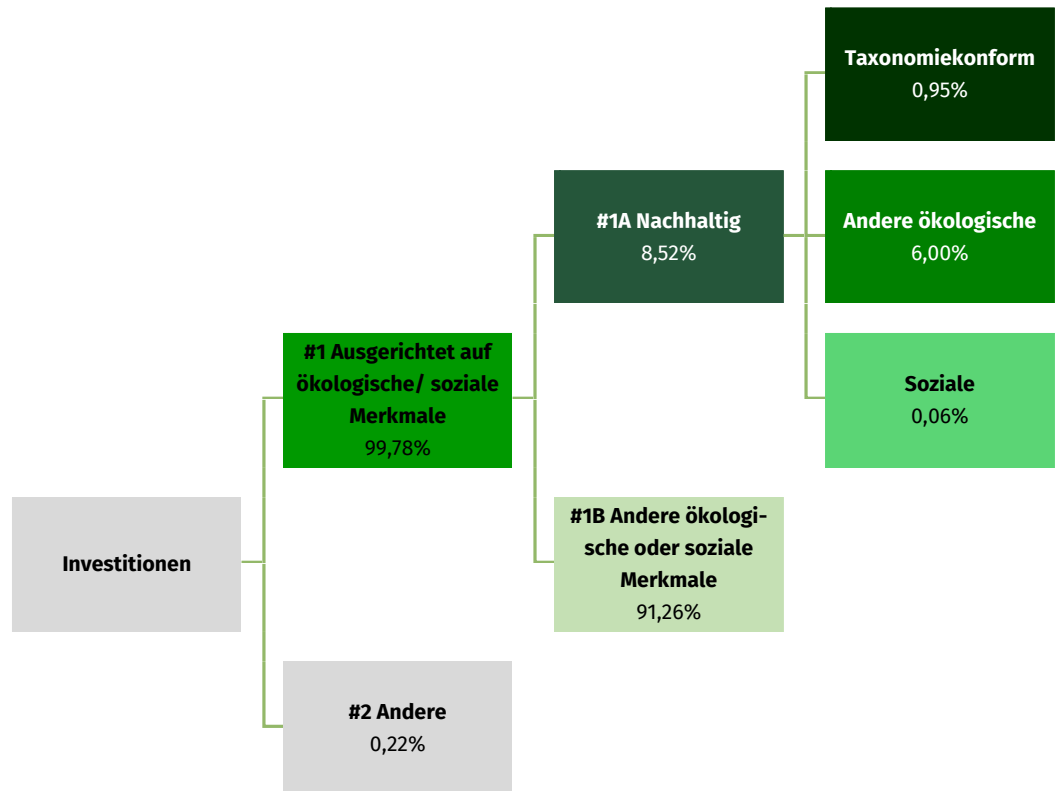 Taxonomiekonform
0,95%
#1A Nachhaltig
8,52%
Andere ökologische
6,00%
#1 Ausgerichtet auf
ökologische/ soziale
Merkmale
99,78%
Soziale
0,06%
Investitionen
#1B Andere ökologi-
sche oder soziale
Merkmale
91,26%
#2 Andere
0,22%